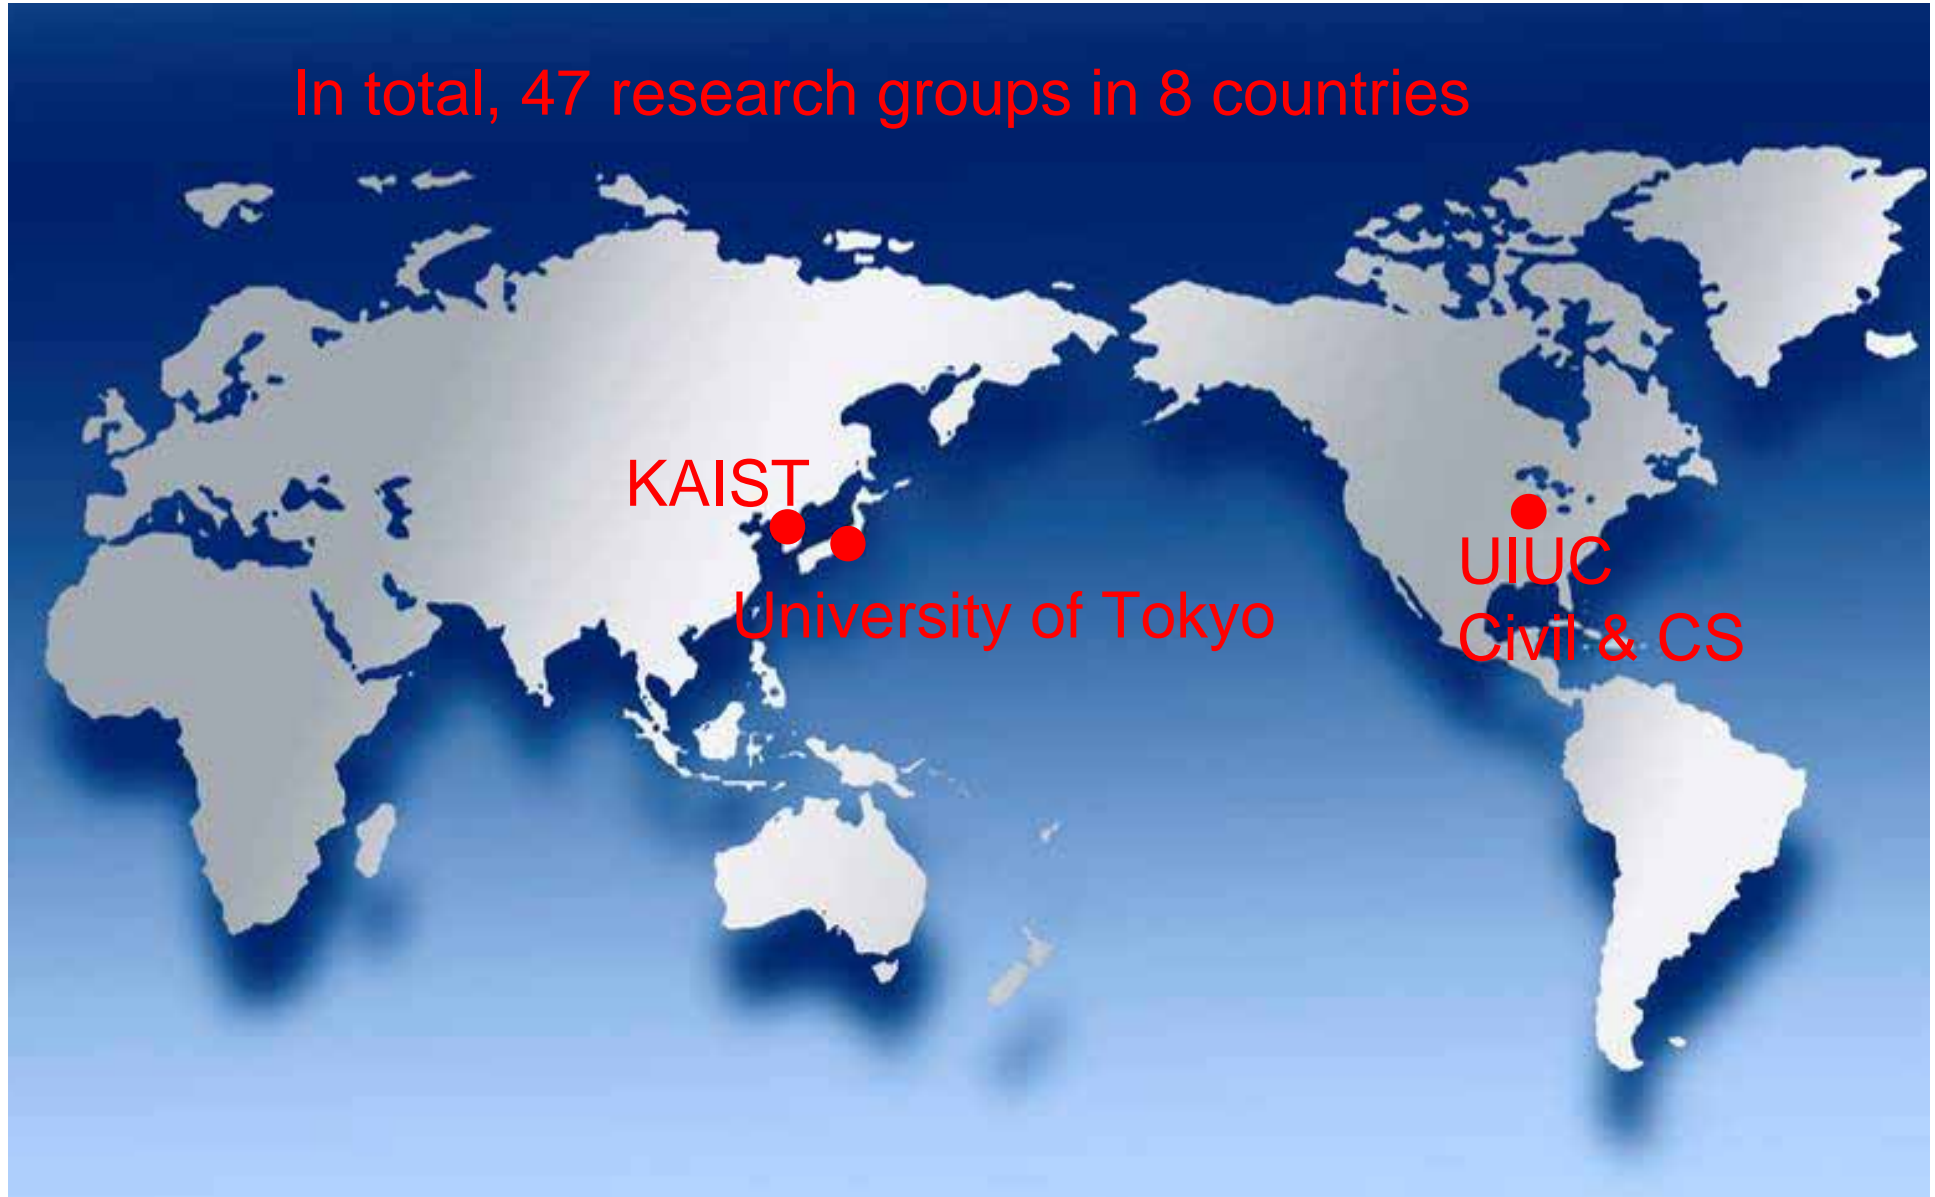 In total, 47 research groups in 8 countries
KAIST
University of Tokyo
UIUC
Civil & CS